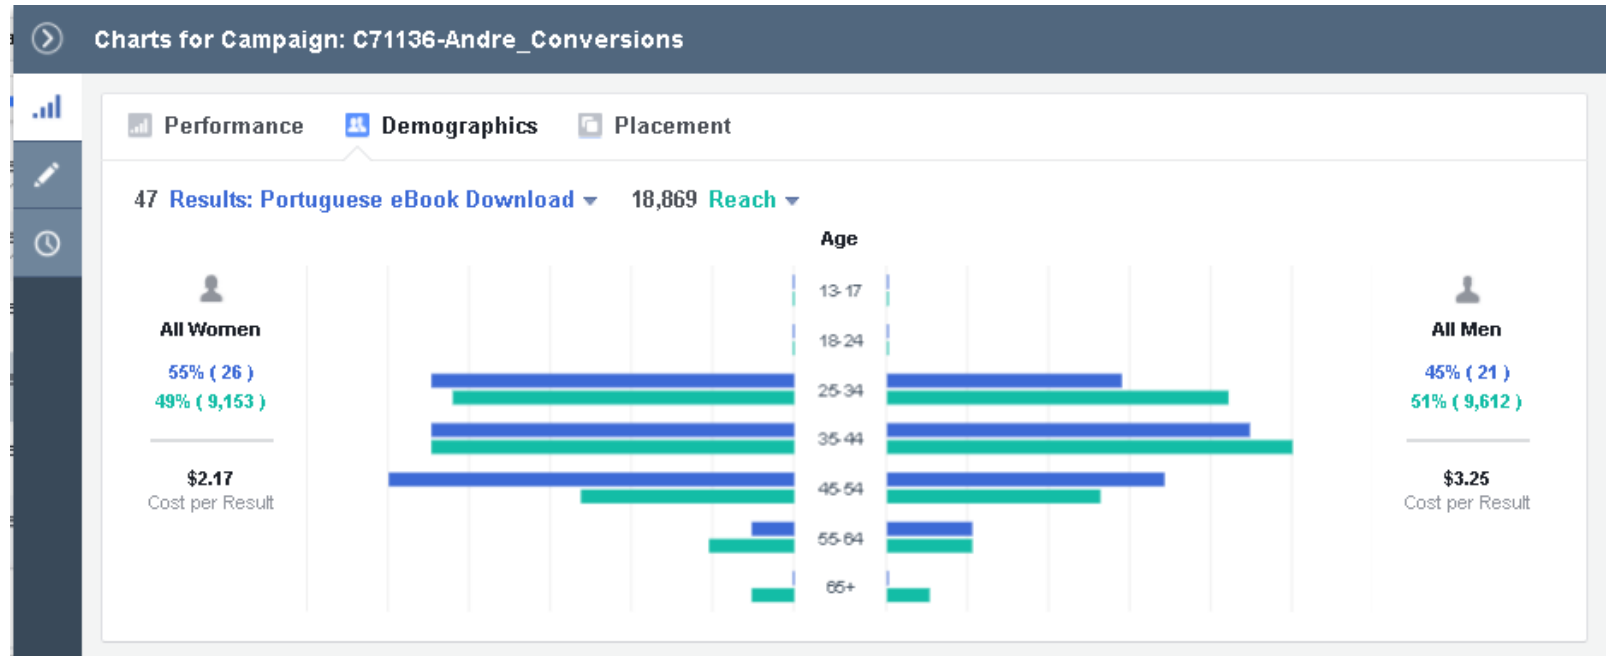 Charts for Campaign: C71136-Andre_Conversions
Performance Demographics Placement
47 Results: Portuguese eBook Download 18,869 Reach
Age
All Women
55% ( 26 )
49% ( 9,153 )
$2.17
Cost per Result
13-17
18-24
25-34
35-44
45-54
55-64
65+
All Men
45% ( 21 )
51% ( 9,612 )
$3.25
Cost per Result